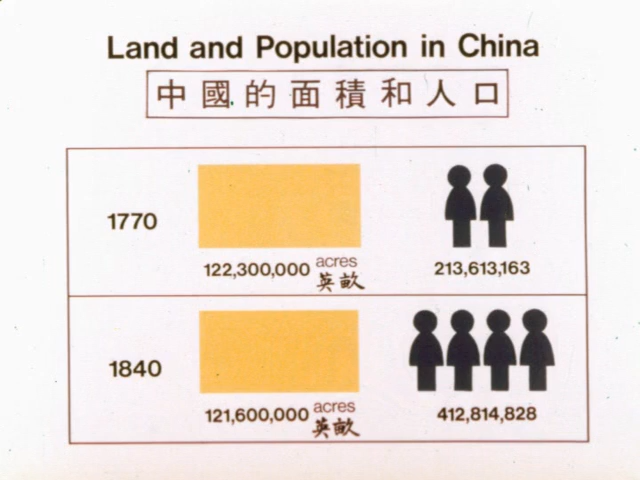 Land and Population in China
中國的面積和人口
1770
122,300,000 acres
英畝
213,613,163
1840
121,600,000 acres
英畝
412,814,828